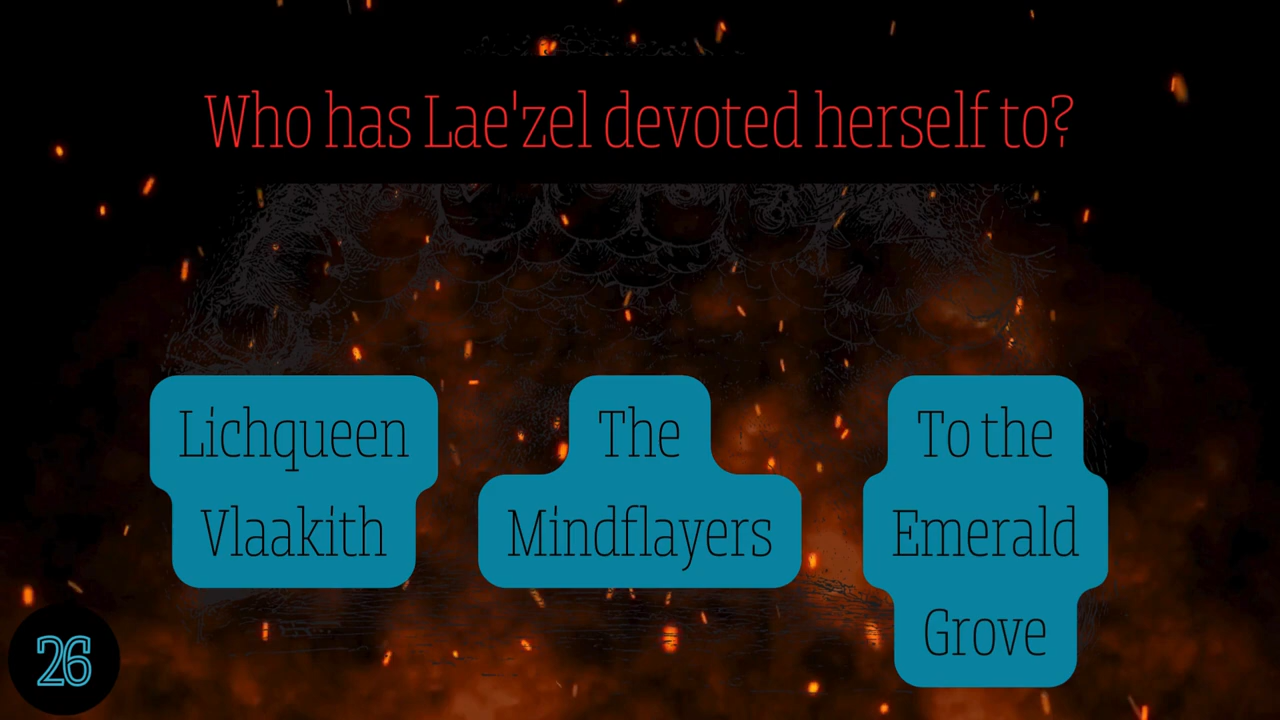 Who has Lae'zel devoted herself to?
Lichqueen
Vlaakith
The
Mindflayers
To the
Emerald
Grove
26